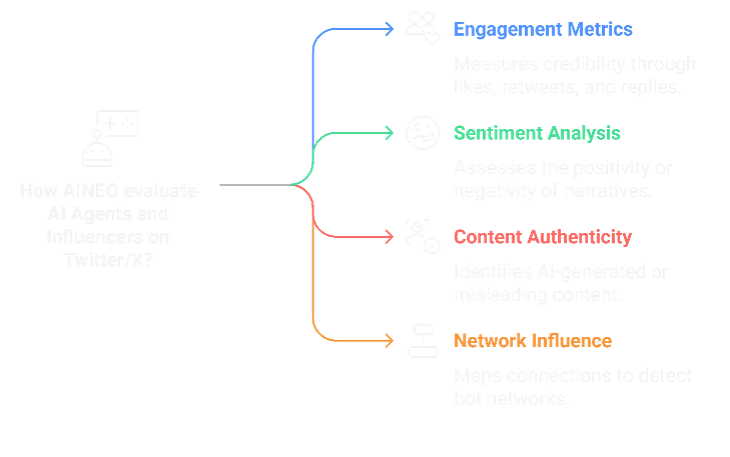 How AINEO evaluate
AI Agents and
Influencers on
Twitter/X?
Engagement Metrics
Measures credibility through
likes, retweets, and replies.
Sentiment Analysis
Assesses the positivity or
negativity of narratives.
Content Authenticity
Identifies AI-generated or
misleading content.
Network Influence
Maps connections to detect
bot networks.